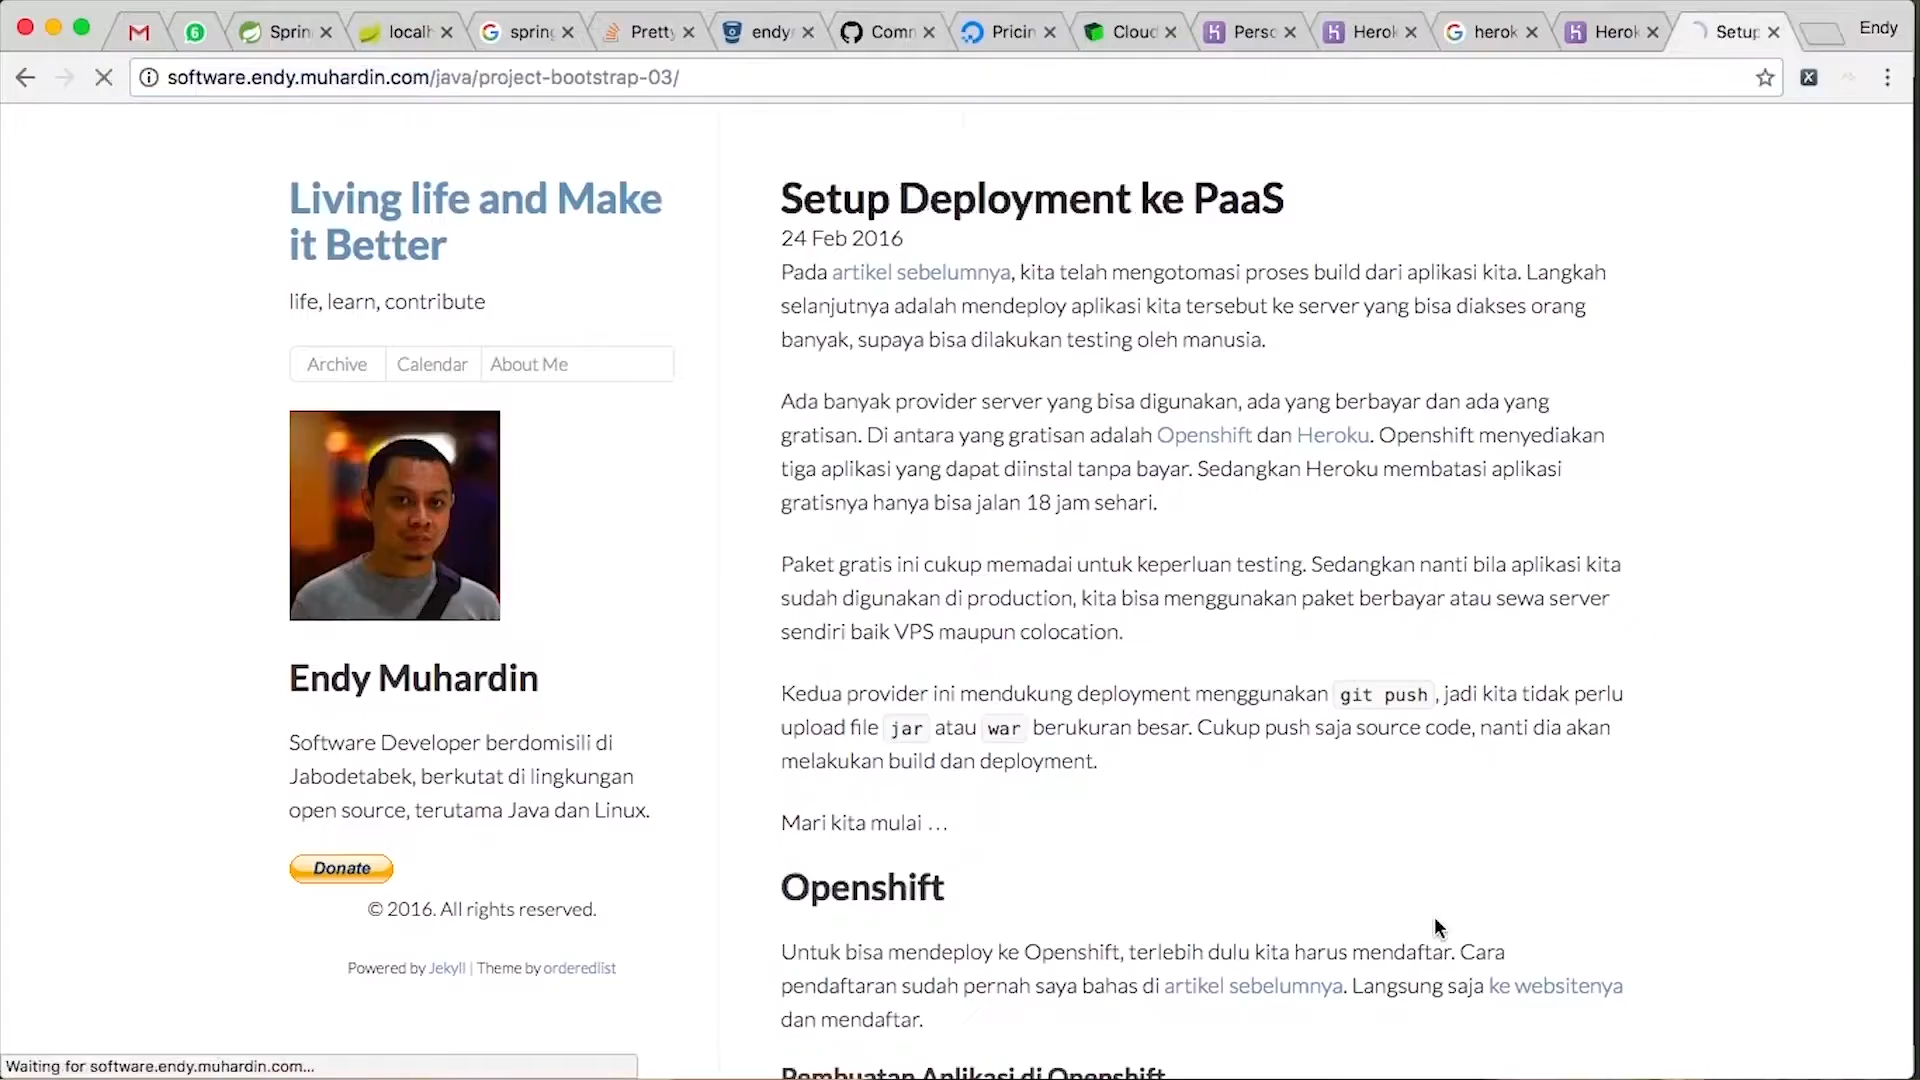 Sprin
localh
spring
Pretty
endy
Comm
Pricin
Cloud
Perso
Herok
herok
Herok
Setup
Endy
software.endy.muhardin.com/java/project-bootstrap-03/
Living life and Make
it Better
life, learn, contribute
Archive Calendar About Me
Endy Muhardin
Software Developer berdomisili di
Jabodetabek, berkutat di lingkungan
open source, terutama Java dan Linux.
Donate
© 2016. All rights reserved.
Powered by Jekyll | Theme by orderedlist
Setup Deployment ke PaaS
24 Feb 2016
Pada artikel sebelumnya, kita telah mengotomasi proses build dari aplikasi kita. Langkah
selanjutnya adalah mendeploy aplikasi kita tersebut ke server yang bisa diakses orang
banyak, supaya bisa dilakukan testing oleh manusia.
Ada banyak provider server yang bisa digunakan, ada yang berbayar dan ada yang
gratisan. Di antara yang gratisan adalah Openshift dan Heroku. Openshift menyediakan
tiga aplikasi yang dapat diinstal tanpa bayar. Sedangkan Heroku membatasi aplikasi
gratisnya hanya bisa jalan 18 jam sehari.
Paket gratis ini cukup memadai untuk keperluan testing. Sedangkan nanti bila aplikasi kita
sudah digunakan di production, kita bisa menggunakan paket berbayar atau sewa server
sendiri baik VPS maupun colocation.
Kedua provider ini mendukung deployment menggunakan git push, jadi kita tidak perlu
upload file jar atau war berukuran besar. Cukup push saja source code, nanti dia akan
melakukan build dan deployment.
Mari kita mulai …
Openshift
Untuk bisa mendeploy ke Openshift, terlebih dulu kita harus mendaftar. Cara
pendaftaran sudah pernah saya bahas di artikel sebelumnya. Langsung saja ke websitenya
dan mendaftar.
Pembuatan Aplikasi di Openshift
Waiting for software.endy.muhardin.com...